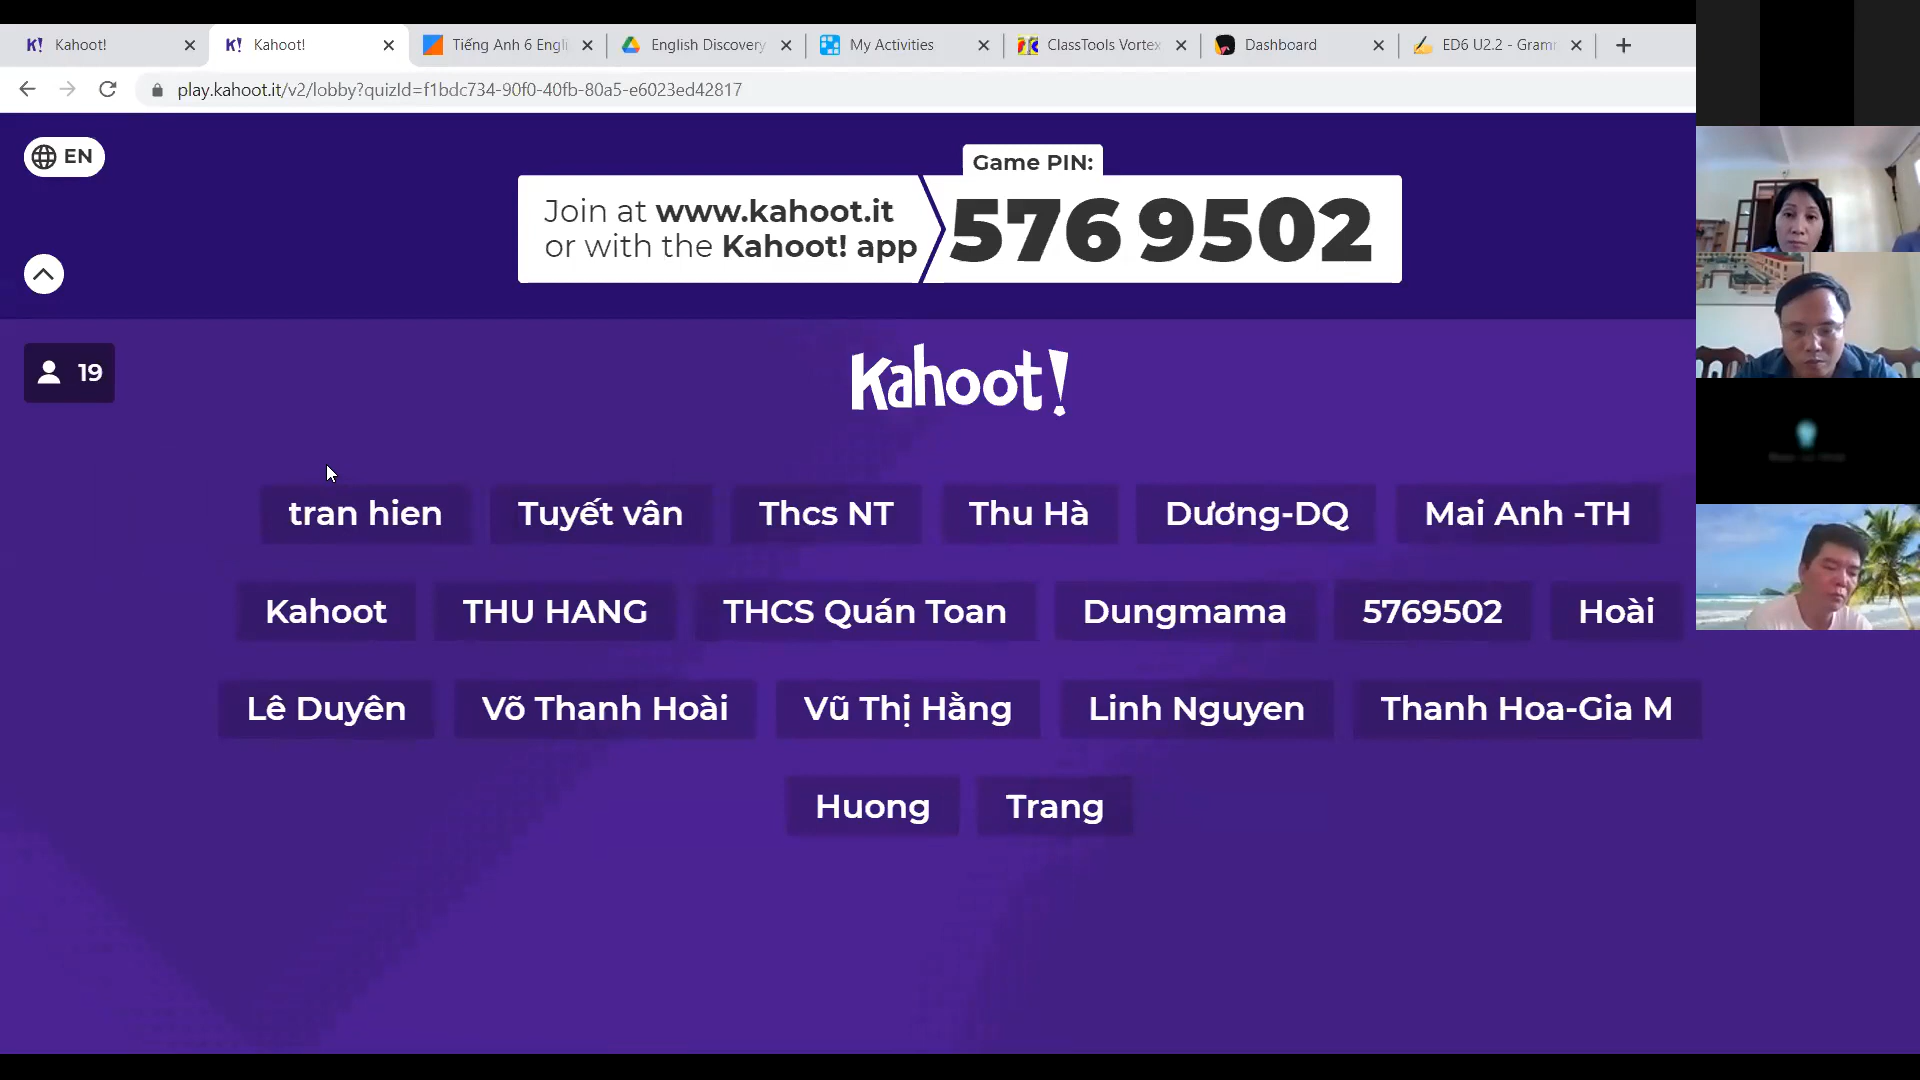 Kahoot!
Kahoot!
Tiếng Anh 6 Engli
English Discovery
My Activities
ClassTools Vortex
Dashboard
ED6 U2.2 - Gramm
play.kahoot.it/v2/lobby?quizId=f1bdc734-90f0-40fb-80a5-e6023ed42817
EN
Game PIN:
Join at www.kahoot.it
or with the Kahoot! app
576 9502
19
Kahoot!
tran hien
Tuyết vân
Thcs NT
Thu Hà
Dương-DQ
Mai Anh -TH
Kahoot
THU HANG
THCS Quán Toan
Dungmama
5769502
Hoài
Lê Duyên
Võ Thanh Hoài
Vũ Thị Hằng
Linh Nguyen
Thanh Hoa-Gia M
Huong
Trang